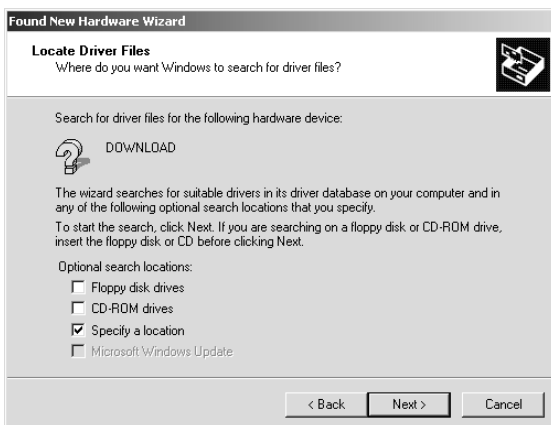 Found New Hardware Wizard
Locate Driver Files
Where do you want Windows to search for driver files?
Search for driver files for the following hardware device:
DOWNLOAD
The wizard searches for suitable drivers in its driver database on your computer and in
any of the following optional search locations that you specify.
To start the search, click Next. If you are searching on a floppy disk or CD-ROM drive,
insert the floppy disk or CD before clicking Next.
Optional search locations:
Floppy disk drives
CD-ROM drives
Specify a location
Microsoft Windows Update
< Back Next > Cancel